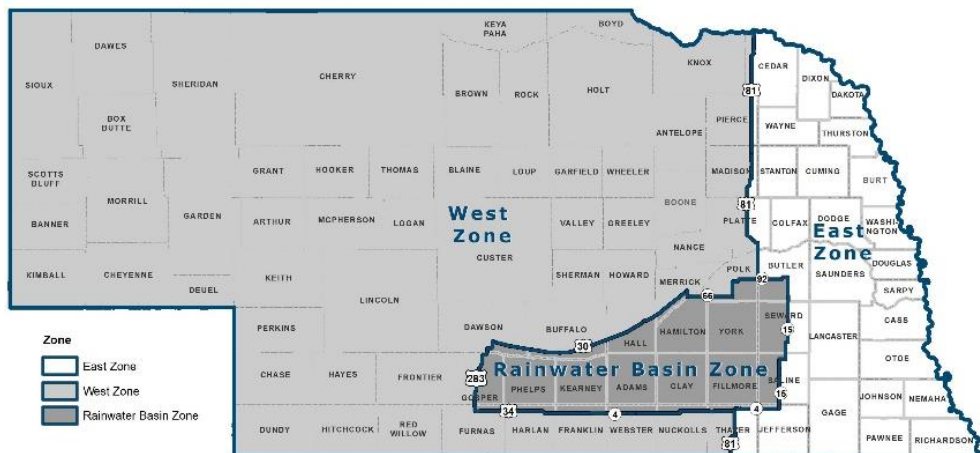 KEYA
PAHA
BOYD
DAWES
CEDAR
KNOX
DIXON
SIOUX
SHERIDAN
CHERRY
BROWN
ROCK
HOLT
81
DAKOTA
BOX
BUTTE
PIERCE
WAYNE
THURSTON
ANTELOPE
SCOTTS
BLUFF
GRANT
HOOKER
THOMAS
BLAINE
LOUP
GARFIELD
WHEELER
MADISON
STANTON
CUMING
BURT
MORRILL
BOONE
81
BANNER
GARDEN
ARTHUR
MCPHERSON
LOGAN
West
Zone
VALLEY
GREELEY
PLATTE
COLFAX
DODGE
WASHI-
NGTON
East
Zone
CUSTER
NANCE
KIMBALL
CHEYENNE
DEUEL
KEITH
SHERMAN
HOWARD
MERRICK
POLK
92
BUTLER
SAUNDERS
DOUGLAS
SARPY
LINCOLN
66
PERKINS
DAWSON
BUFFALO
30
HALL
HAMILTON
YORK
SEWARD
15
LANCASTER
CASS
OTOE
Zone
East Zone
West Zone
Rainwater Basin Zone
CHASE
HAYES
FRONTIER
283
GOSPER
Rainwater Basin Zone
PHELPS
KEARNEY
ADAMS
CLAY
FILLMORE
SALINE
15
JOHNSON
NEMAHA
34
4
4
GAGE
DUNDY
HITCHCOCK
RED
WILLOW
FURNAS
HARLAN
FRANKLIN
WEBSTER
NUCKOLLS
THAYER
81
JEFFERSON
PAWNEE
RICHARDSON